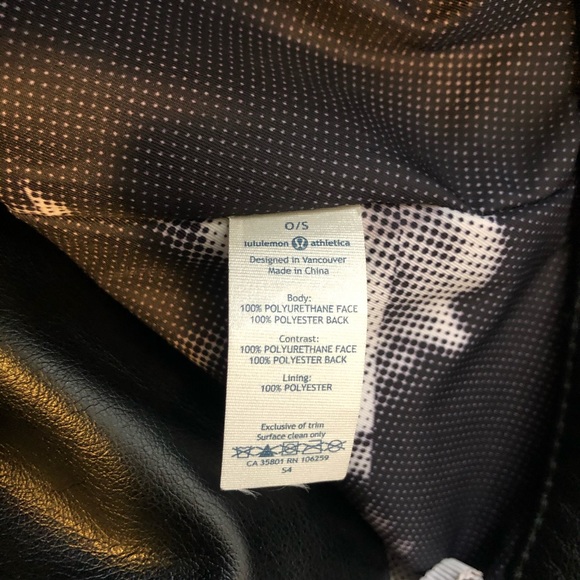 O/S
lululemon athletica
Designed in Vancouver
Made in China
Body:
100% POLYURETHANE FACE
100% POLYESTER BACK
Contrast:
100% POLYURETHANE FACE
100% POLYESTER BACK
Lining:
100% POLYESTER
Exclusive of trim
Surface clean only
CA 35801 RN 106259
S4